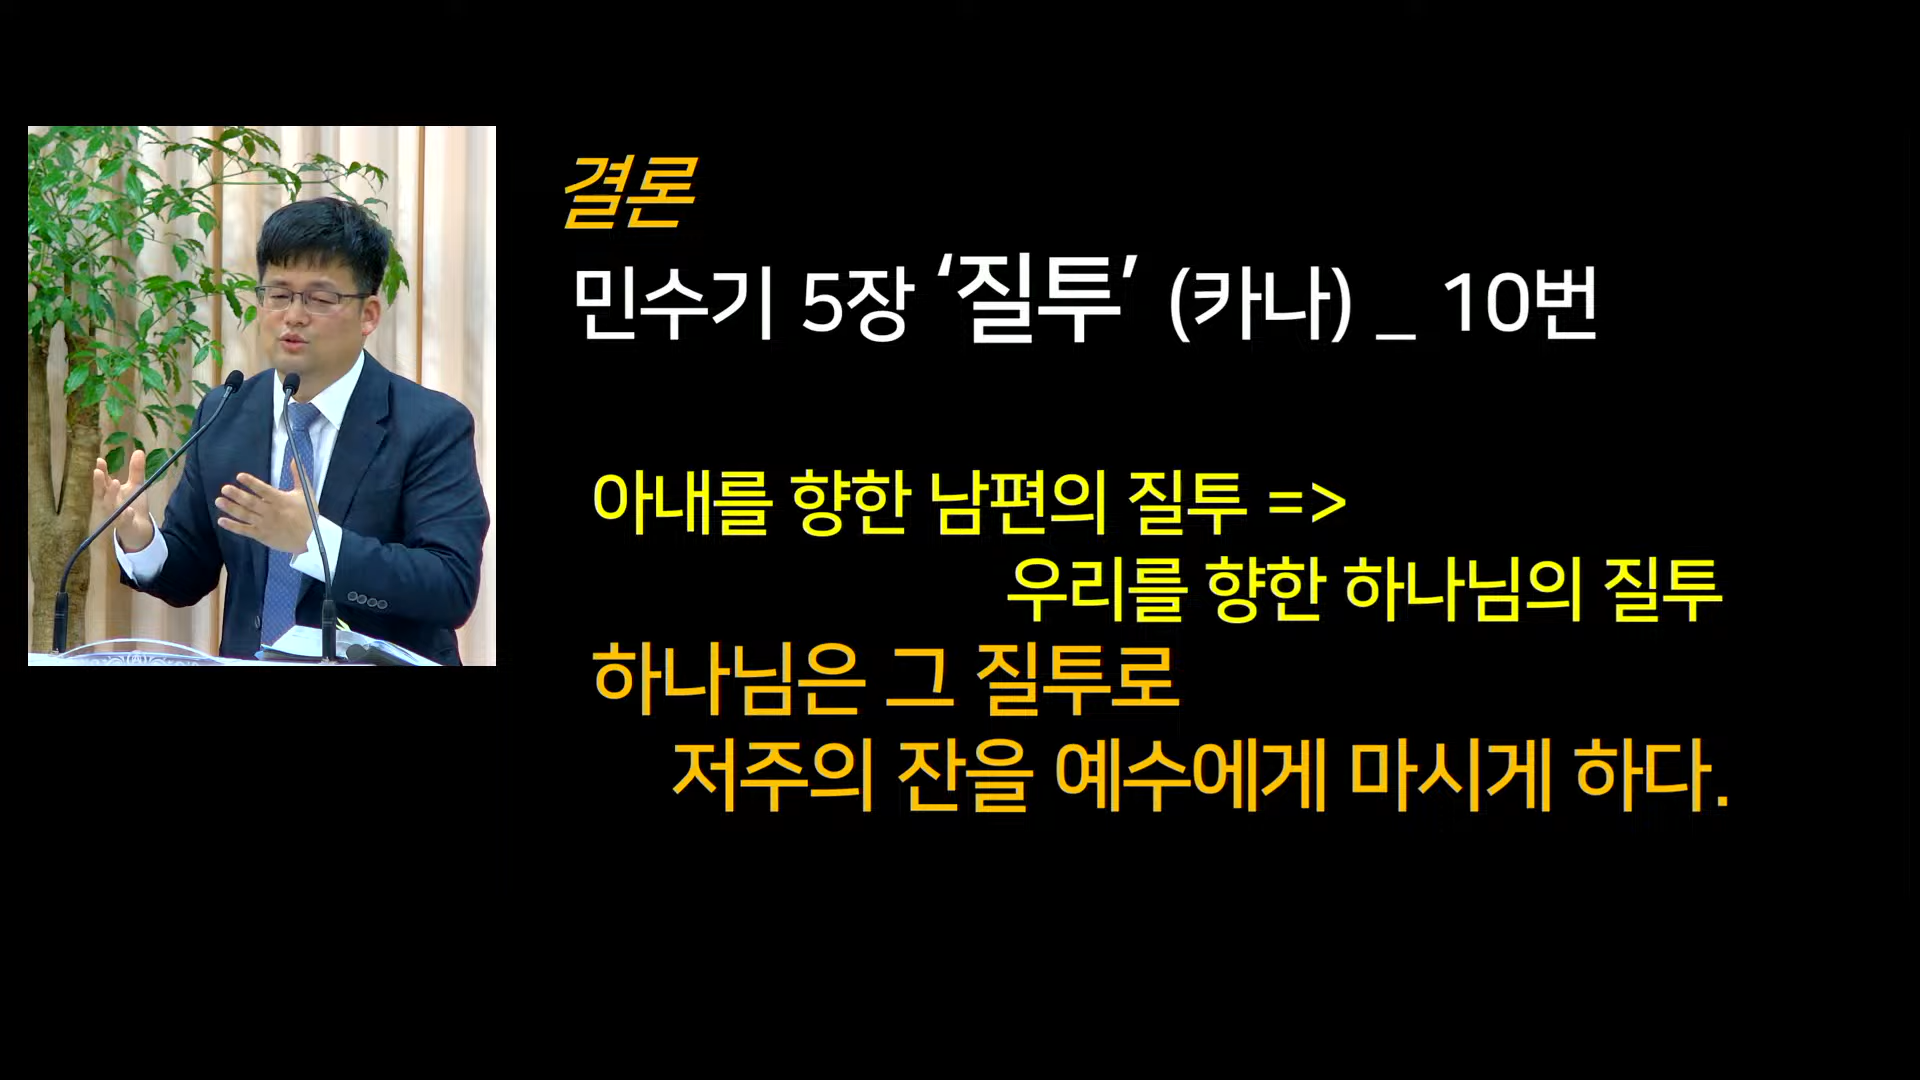 결론
민수기 5장 ‘질투’ (카나) _ 10번
아내를 향한 남편의 질투 =>
우리를 향한 하나님의 질투
하나님은 그 질투로
저주의 잔을 예수에게 마시게 하다.